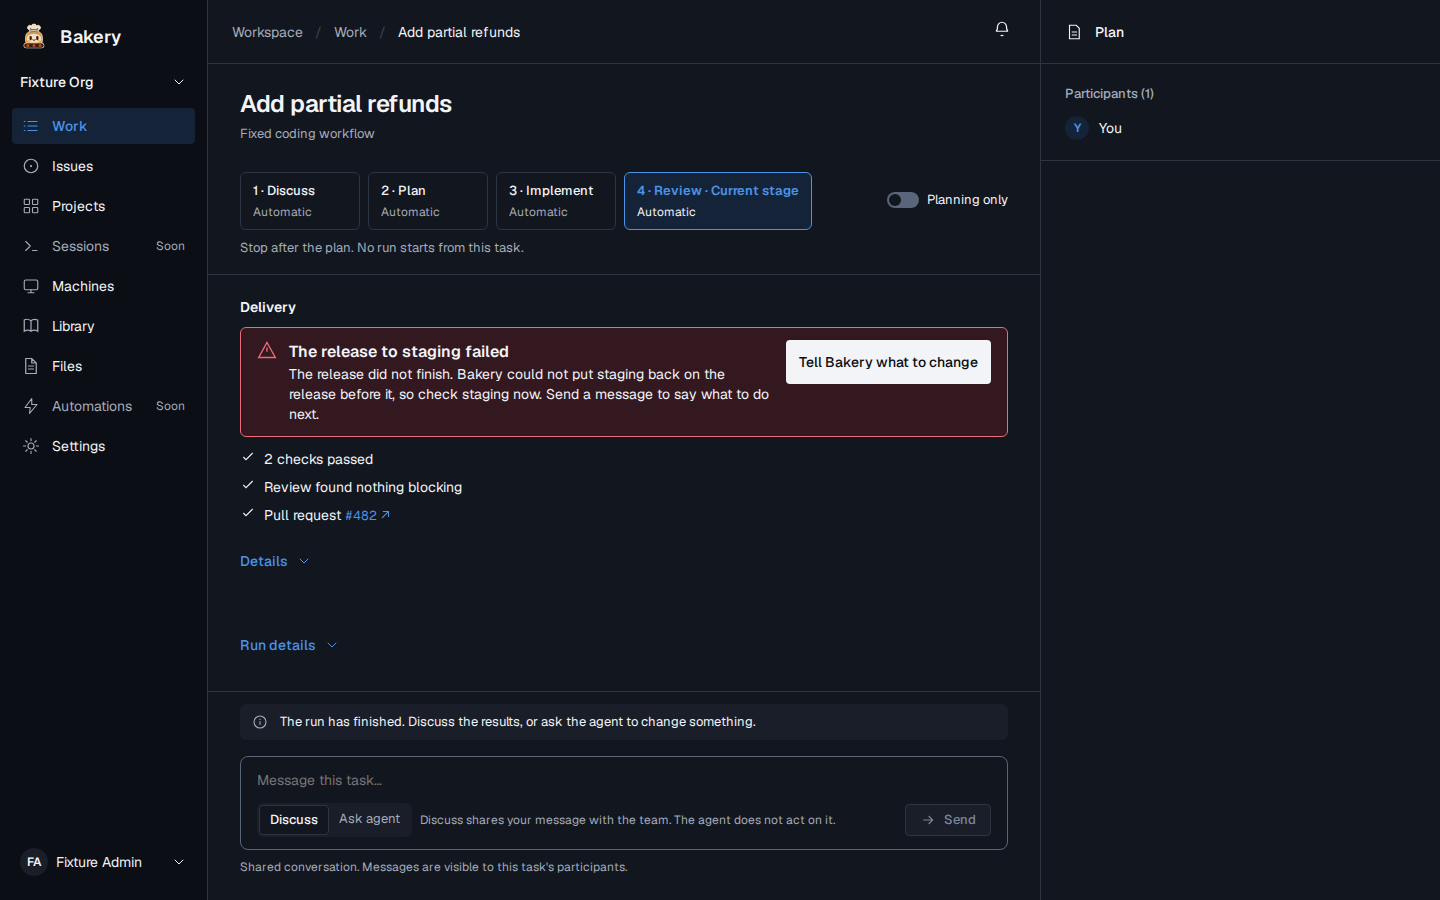 Bakery
Fixture Org
Work
Issues
Projects
Sessions Soon
Machines
Library
Files
Automations Soon
Settings
FA Fixture Admin
Workspace / Work / Add partial refunds
Add partial refunds
Fixed coding workflow
1 · Discuss
Automatic
2 · Plan
Automatic
3 · Implement
Automatic
4 · Review · Current stage
Automatic
Planning only
Stop after the plan. No run starts from this task.
Delivery
The release to staging failed
The release did not finish. Bakery could not put staging back on the
release before it, so check staging now. Send a message to say what to do
next.
Tell Bakery what to change
2 checks passed
Review found nothing blocking
Pull request #482
Details
Run details
The run has finished. Discuss the results, or ask the agent to change something.
Message this task...
Discuss Ask agent Discuss shares your message with the team. The agent does not act on it. Send
Shared conversation. Messages are visible to this task's participants.
Plan
Participants (1)
Y You